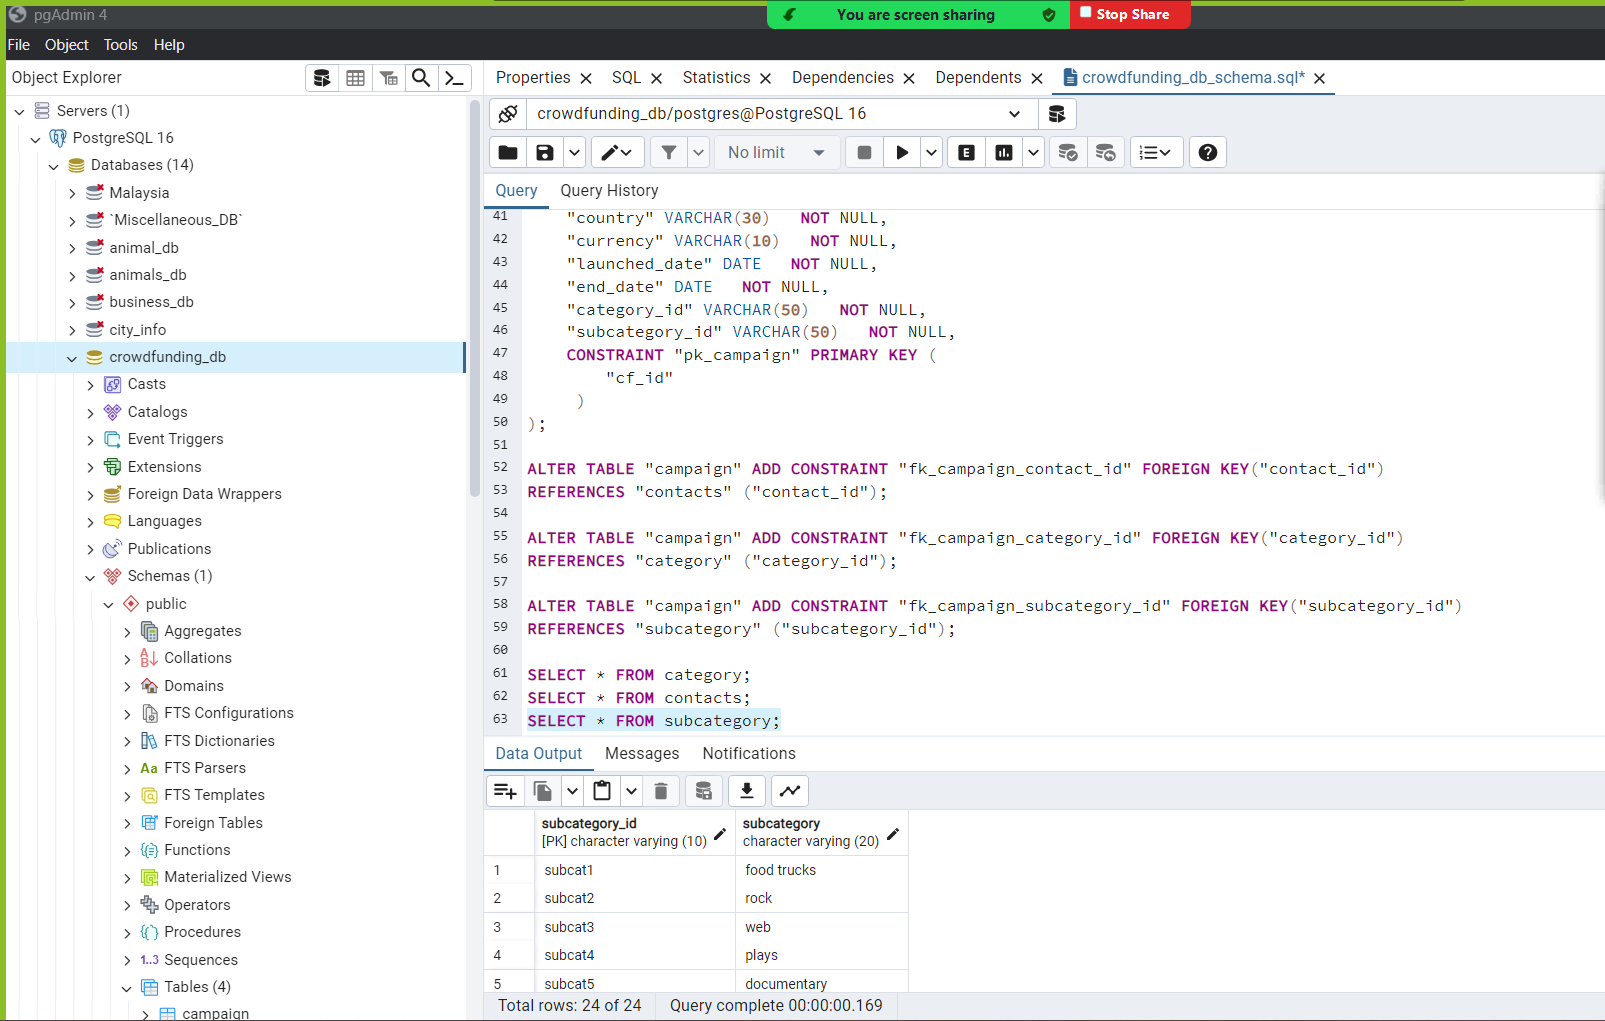 pgAdmin 4
You are screen sharing
Stop Share
File Object Tools Help
Object Explorer
Servers (1)
PostgreSQL 16
Databases (14)
Malaysia
`Miscellaneous_DB`
animal_db
animals_db
business_db
city_info
crowdfunding_db
Casts
Catalogs
Event Triggers
Extensions
Foreign Data Wrappers
Languages
Publications
Schemas (1)
public
Aggregates
Collations
Domains
FTS Configurations
FTS Dictionaries
Aa FTS Parsers
FTS Templates
Foreign Tables
Functions
Materialized Views
Operators
Procedures
1..3 Sequences
Tables (4)
campaign
Properties SQL Statistics Dependencies Dependents crowdfunding_db_schema.sql*
crowdfunding_db/postgres@PostgreSQL 16
No limit E
Query Query History
41 "country" VARCHAR(30)   NOT NULL,
42 "currency" VARCHAR(10)   NOT NULL,
43 "launched_date" DATE   NOT NULL,
44 "end_date" DATE   NOT NULL,
45 "category_id" VARCHAR(50)   NOT NULL,
46 "subcategory_id" VARCHAR(50)   NOT NULL,
47 CONSTRAINT "pk_campaign" PRIMARY KEY (
48 "cf_id"
49 )
50 );
51
52 ALTER TABLE "campaign" ADD CONSTRAINT "fk_campaign_contact_id" FOREIGN KEY("contact_id")
53 REFERENCES "contacts" ("contact_id");
54
55 ALTER TABLE "campaign" ADD CONSTRAINT "fk_campaign_category_id" FOREIGN KEY("category_id")
56 REFERENCES "category" ("category_id");
57
58 ALTER TABLE "campaign" ADD CONSTRAINT "fk_campaign_subcategory_id" FOREIGN KEY("subcategory_id")
59 REFERENCES "subcategory" ("subcategory_id");
60
61 SELECT * FROM category;
62 SELECT * FROM contacts;
63 SELECT * FROM subcategory;
Data Output Messages Notifications
subcategory_id subcategory
[PK] character varying (10) character varying (20)
1 subcat1 food trucks
2 subcat2 rock
3 subcat3 web
4 subcat4 plays
5 subcat5 documentary
Total rows: 24 of 24 Query complete 00:00:00.169